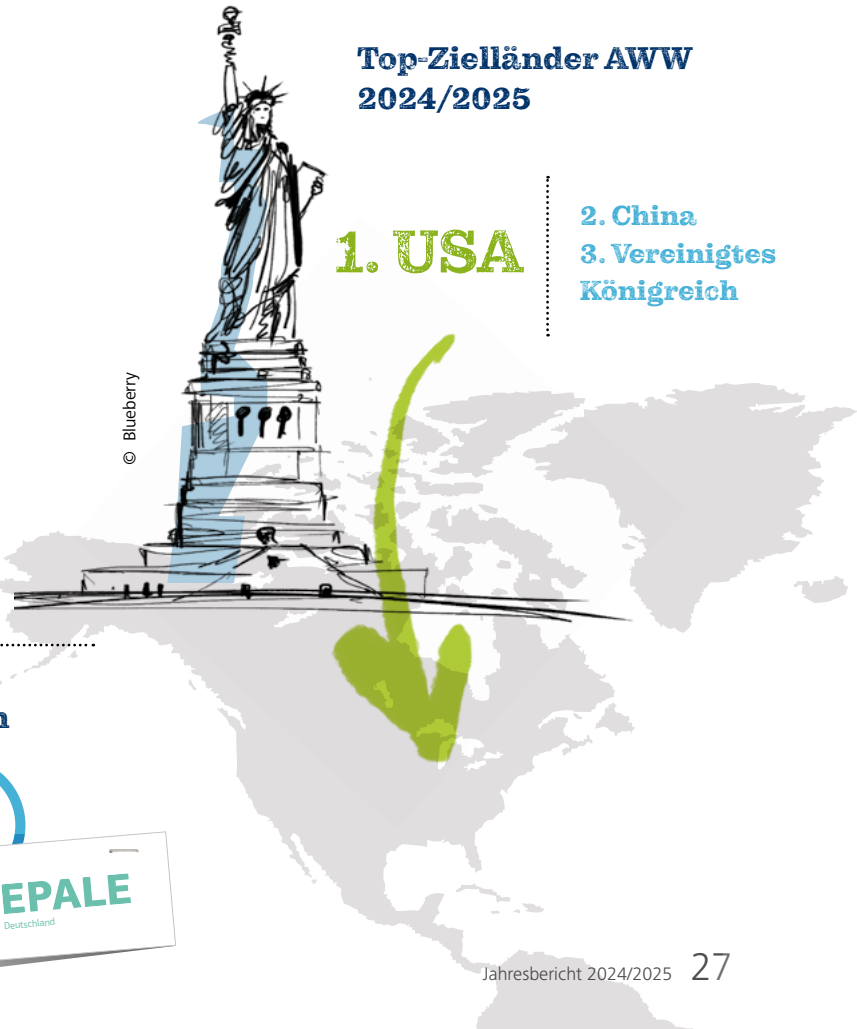 Top-Zielländer AWW
2024/2025
1. USA
2. China
3. Vereinigtes
Königreich
© Blueberry
EPALE
Deutschland
Jahresbericht 2024/2025 27